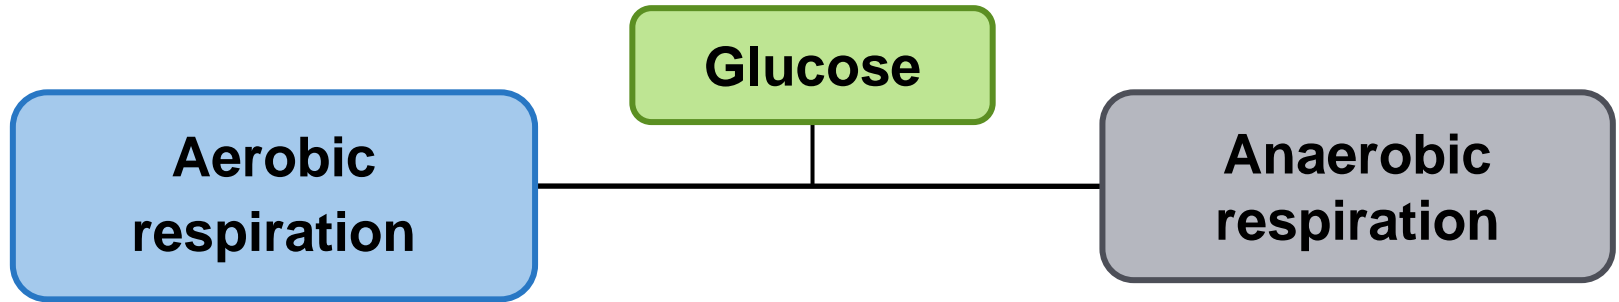 Glucose
Aerobic
respiration
Anaerobic
respiration